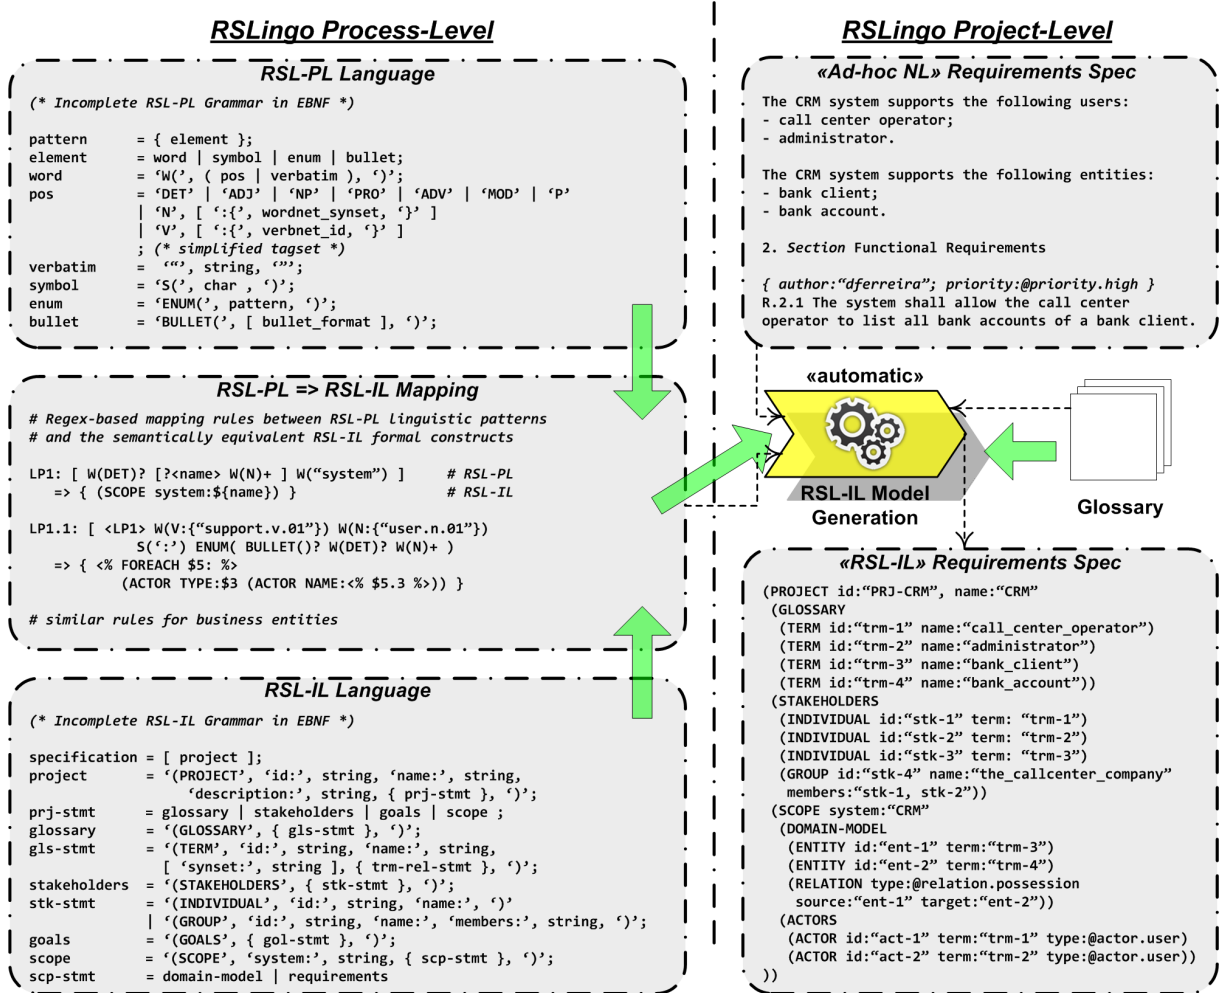 RSLingo Process-Level
RSL-PL Language
(* Incomplete RSL-PL Grammar in EBNF *)
pattern = { element };
element = word | symbol | enum | bullet;
word = ‘W(’, ( pos | verbatim ), ‘)’;
pos = ‘DET’ | ‘ADJ’ | ‘NP’ | ‘PRO’ | ‘ADV’ | ‘MOD’ | ‘P’
| ‘N’, [ ‘:{’, wordnet_synset, ‘}’ ]
| ‘V’, [ ‘:{’, verbnet_id, ‘}’ ]
; (* simplified tagset *)
verbatim = ‘“’, string, ‘”’;
symbol = ‘S(’, char , ‘)’;
enum = ‘ENUM(’, pattern, ‘)’;
bullet = ‘BULLET(’, [ bullet_format ], ‘)’;
RSL-PL => RSL-IL Mapping
# Regex-based mapping rules between RSL-PL linguistic patterns
# and the semantically equivalent RSL-IL formal constructs
LP1: [ W(DET)? [?<name> W(N)+ ] W(“system”) ] # RSL-PL
=> { (SCOPE system:${name}) } # RSL-IL
LP1.1: [ <LP1> W(V:{“support.v.01”}) W(N:{“user.n.01”})
S(‘:’) ENUM( BULLET()? W(DET)? W(N)+ )
=> { <% FOREACH $5: %>
(ACTOR TYPE:$3 (ACTOR NAME:<% $5.3 %>)) }
# similar rules for business entities
RSL-IL Language
(* Incomplete RSL-IL Grammar in EBNF *)
specification = [ project ];
project = ‘(PROJECT’, ‘id:’, string, ‘name:’, string,
‘description:’, string, { prj-stmt }, ‘)’;
prj-stmt = glossary | stakeholders | goals | scope ;
glossary = ‘(GLOSSARY’, { gls-stmt }, ‘)’;
gls-stmt = ‘(TERM’, ‘id:’, string, ‘name:’, string,
[ ‘synset:’, string ], { trm-rel-stmt }, ‘)’;
stakeholders = ‘(STAKEHOLDERS’, { stk-stmt }, ‘)’;
stk-stmt = ‘(INDIVIDUAL’, ‘id:’, string, ‘name:’, ‘)’
| ‘(GROUP’, ‘id:’, string, ‘name:’, ‘members:’, string, ‘)’;
goals = ‘(GOALS’, { gol-stmt }, ‘)’;
scope = ‘(SCOPE’, ‘system:’, string, { scp-stmt }, ‘)’;
scp-stmt = domain-model | requirements
RSLingo Project-Level
«Ad-hoc NL» Requirements Spec
The CRM system supports the following users:
- call center operator;
- administrator.
The CRM system supports the following entities:
- bank client;
- bank account.
2. Section Functional Requirements
{ author:“dferreira”; priority:@priority.high }
R.2.1 The system shall allow the call center
operator to list all bank accounts of a bank client.
«automatic»
RSL-IL Model
Generation
Glossary
«RSL-IL» Requirements Spec
(PROJECT id:“PRJ-CRM”, name:“CRM”
(GLOSSARY
(TERM id:“trm-1” name:“call_center_operator”)
(TERM id:“trm-2” name:“administrator”)
(TERM id:“trm-3” name:“bank_client”)
(TERM id:“trm-4” name:“bank_account”))
(STAKEHOLDERS
(INDIVIDUAL id:“stk-1” term: “trm-1”)
(INDIVIDUAL id:“stk-2” term: “trm-2”)
(INDIVIDUAL id:“stk-3” term: “trm-3”)
(GROUP id:“stk-4” name:“the_callcenter_company”
members:“stk-1, stk-2”))
(SCOPE system:“CRM”
(DOMAIN-MODEL
(ENTITY id:“ent-1” term:“trm-3”)
(ENTITY id:“ent-2” term:“trm-4”)
(RELATION type:@relation.possession
source:“ent-1” target:“ent-2”))
(ACTORS
(ACTOR id:“act-1” term:“trm-1” type:@actor.user)
(ACTOR id:“act-2” term:“trm-2” type:@actor.user))
))